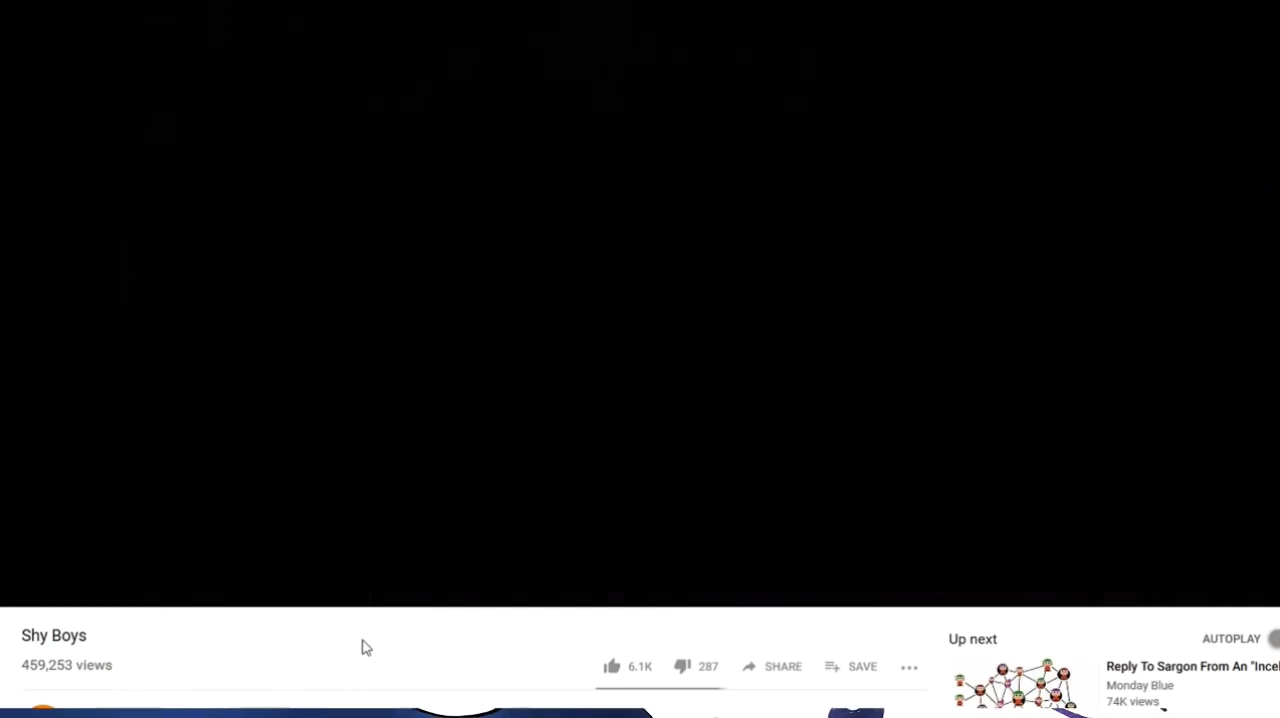 Shy Boys
459,253 views
6.1K 287 SHARE SAVE
Up next AUTOPLAY
Reply To Sargon From An "Incel
Monday Blue
74K views